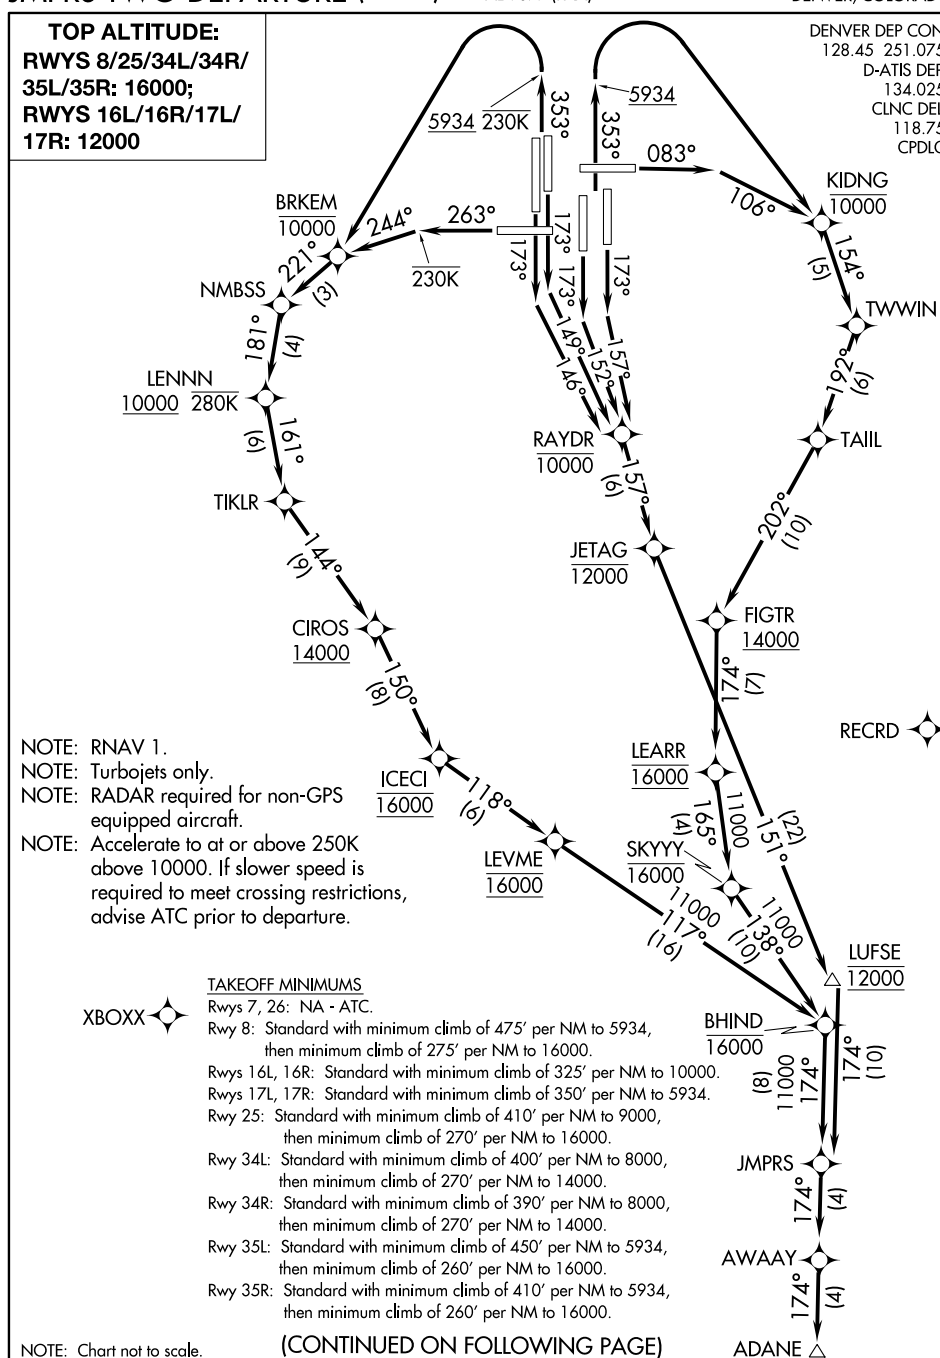 TOP ALTITUDE:
RWYS 8/25/34L/34R/
35L/35R: 16000;
RWYS 16L/16R/17L/
17R: 12000
DENVER DEP CON
128.45 251.075
D-ATIS DEP
134.025
CLNC DEL
118.75
CPDLC
5934 230K
353°
5934
353°
083°
106°
KIDNG
10000
BRKEM
10000
244°
263°
230K
221°
(3)
173°
173°
173°
173°
154°
(5)
NMBSS
181°
(4)
149°
146°
152°
157°
TWWIN
192°
(6)
LENNN
10000 280K
161°
(9)
RAYDR
10000
157°
(6)
TAIIL
202°
(10)
TIKLR
144°
(9)
JETAG
12000
CIROS
14000
150°
(8)
FIGTR
14000
174°
(7)
RECRD
NOTE: RNAV 1.
NOTE: Turbojets only.
NOTE: RADAR required for non-GPS
equipped aircraft.
NOTE: Accelerate to at or above 250K
above 10000. If slower speed is
required to meet crossing restrictions,
advise ATC prior to departure.
ICECI
16000
118°
(6)
LEARR
16000
11000
165°
(4)
(22)
151°
LEVME
16000
SKYYY
16000
11000
117°
(16)
11000
138°
(10)
LUFSE
12000
XBOXX
BHIND
16000
174°
11000
(8)
174°
(10)
TAKEOFF MINIMUMS
Rwys 7, 26: NA - ATC.
Rwy 8: Standard with minimum climb of 475' per NM to 5934,
then minimum climb of 275' per NM to 16000.
Rwys 16L, 16R: Standard with minimum climb of 325' per NM to 10000.
Rwys 17L, 17R: Standard with minimum climb of 350' per NM to 5934.
Rwy 25: Standard with minimum climb of 410' per NM to 9000,
then minimum climb of 270' per NM to 16000.
Rwy 34L: Standard with minimum climb of 400' per NM to 8000,
then minimum climb of 270' per NM to 14000.
Rwy 34R: Standard with minimum climb of 390' per NM to 8000,
then minimum climb of 270' per NM to 14000.
Rwy 35L: Standard with minimum climb of 450' per NM to 5934,
then minimum climb of 260' per NM to 16000.
Rwy 35R: Standard with minimum climb of 410' per NM to 5934,
then minimum climb of 260' per NM to 16000.
JMPRS
174°
(4)
AWAAY
174°
(4)
ADANE
NOTE: Chart not to scale.
(CONTINUED ON FOLLOWING PAGE)